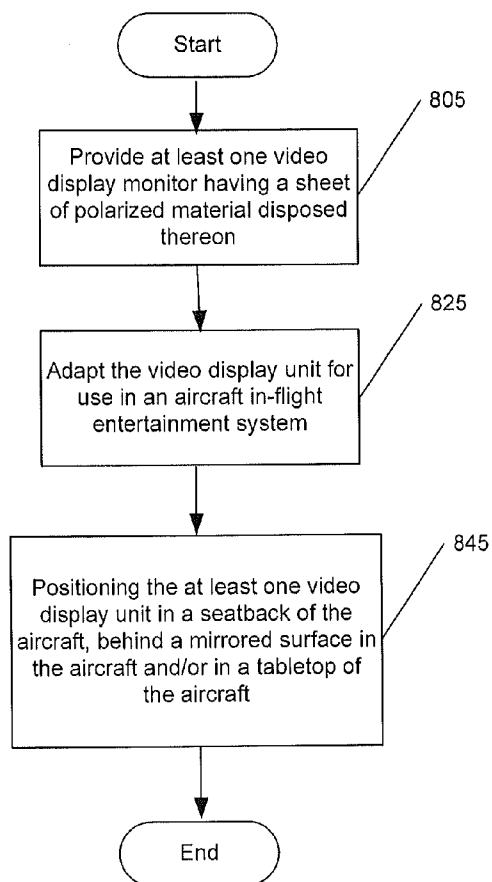 Start
805
Provide at least one video
display monitor having a sheet
of polarized material disposed
thereon
825
Adapt the video display unit for
use in an aircraft in-flight
entertainment system
845
Positioning the at least one video
display unit in a seatback of the
aircraft, behind a mirrored surface in
the aircraft and/or in a tabletop of
the aircraft
End